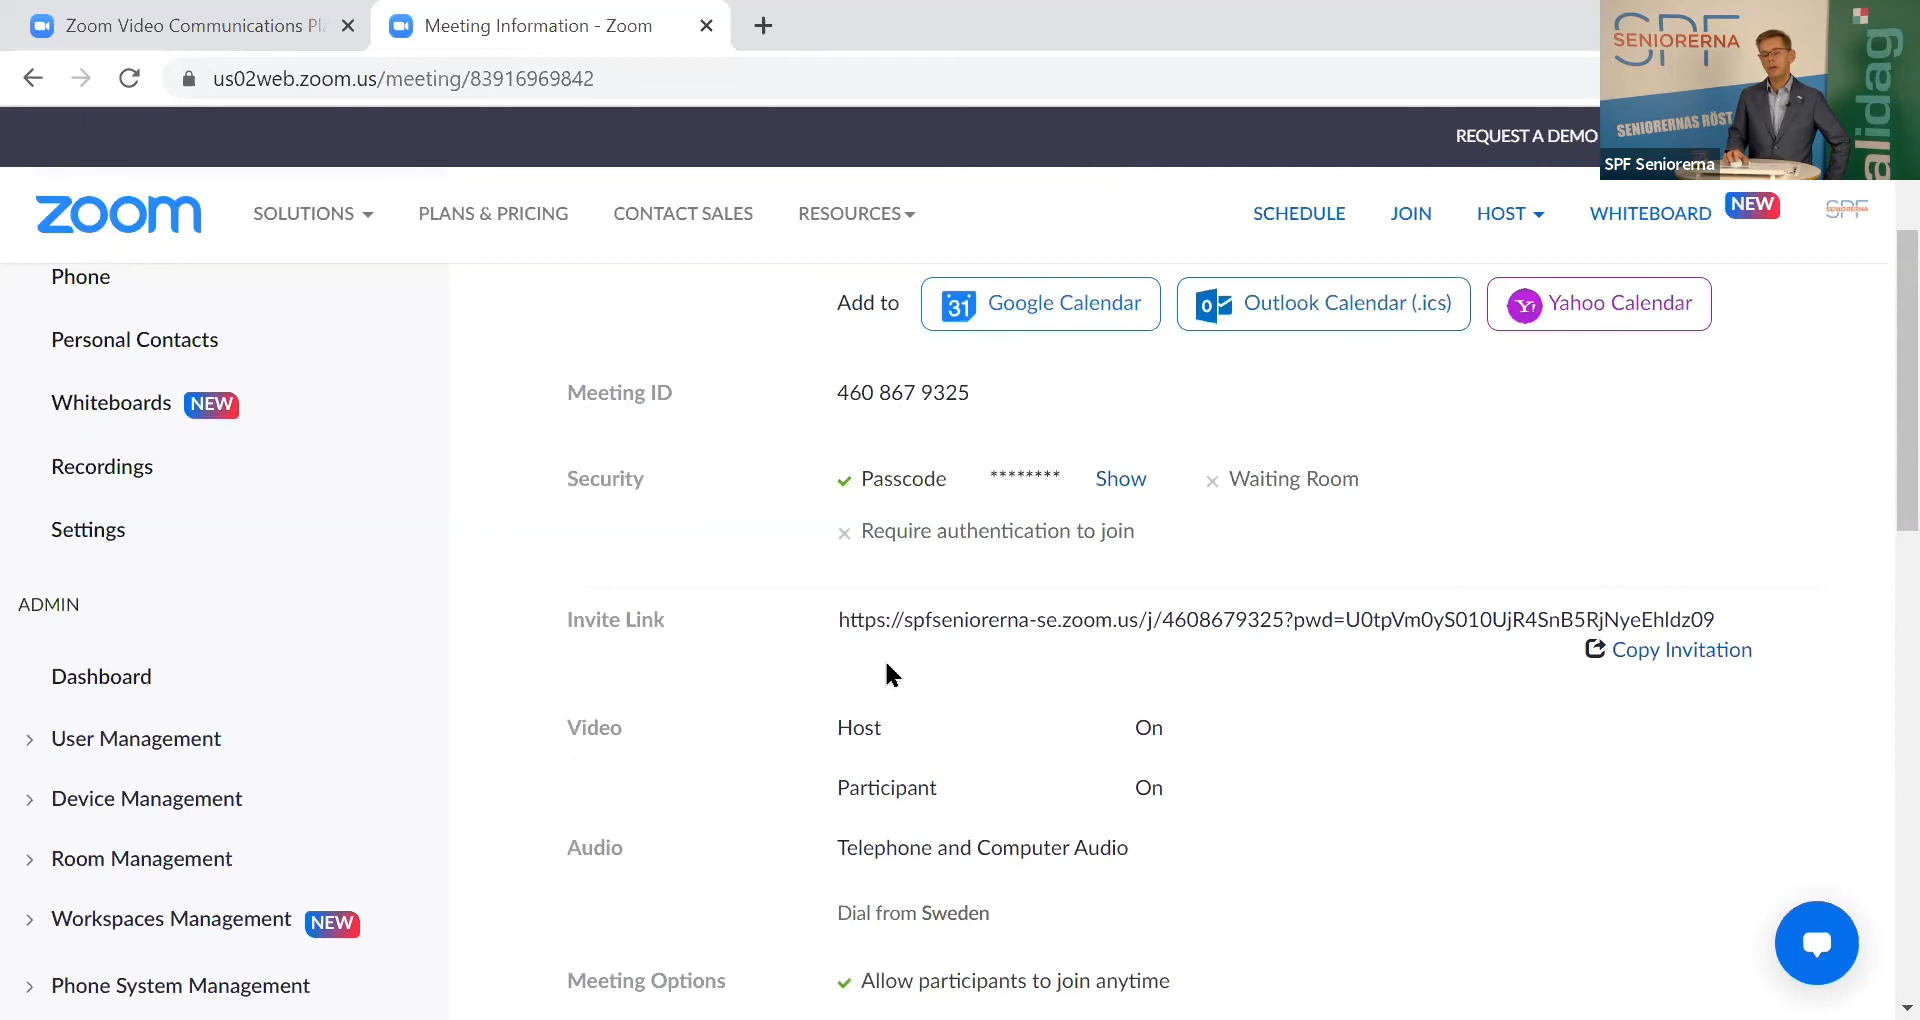 Zoom Video Communications Pl
Meeting Information - Zoom
us02web.zoom.us/meeting/83916969842
REQUEST A DEMO
SPF
SENIORERNA
SENIORERNAS RÖST
alidag
SPF Seniorerna
zoom
SOLUTIONS
PLANS & PRICING
CONTACT SALES
RESOURCES
SCHEDULE
JOIN
HOST
WHITEBOARD
NEW
SPF
SENIORERNA
Phone
Personal Contacts
Whiteboards NEW
Recordings
Settings
ADMIN
Dashboard
User Management
Device Management
Room Management
Workspaces Management NEW
Phone System Management
Add to
31 Google Calendar
Outlook Calendar (.ics)
Y! Yahoo Calendar
Meeting ID
460 867 9325
Security
Passcode ******** Show
Waiting Room
Require authentication to join
Invite Link
https://spfseniorerna-se.zoom.us/j/4608679325?pwd=U0tpVm0yS010UjR4SnB5RjNyeEhldz09
Copy Invitation
Video
Host On
Participant On
Audio
Telephone and Computer Audio
Dial from Sweden
Meeting Options
Allow participants to join anytime